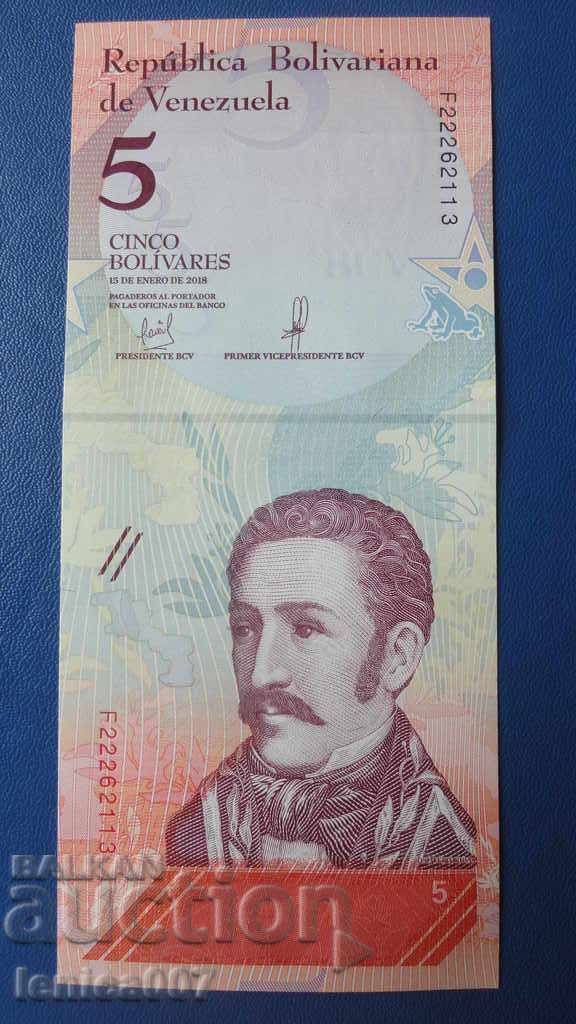 República Bolivariana
de Venezuela
F22262113
5
CINCO
BOLÍVARES
15 DE ENERO DE 2018
PAGADEROS AL PORTADOR
EN LAS OFICINAS DEL BANCO
PRESIDENTE BCV
PRIMER VICEPRESIDENTE BCV
F22262113
5
BALKAN
auction
lenica007